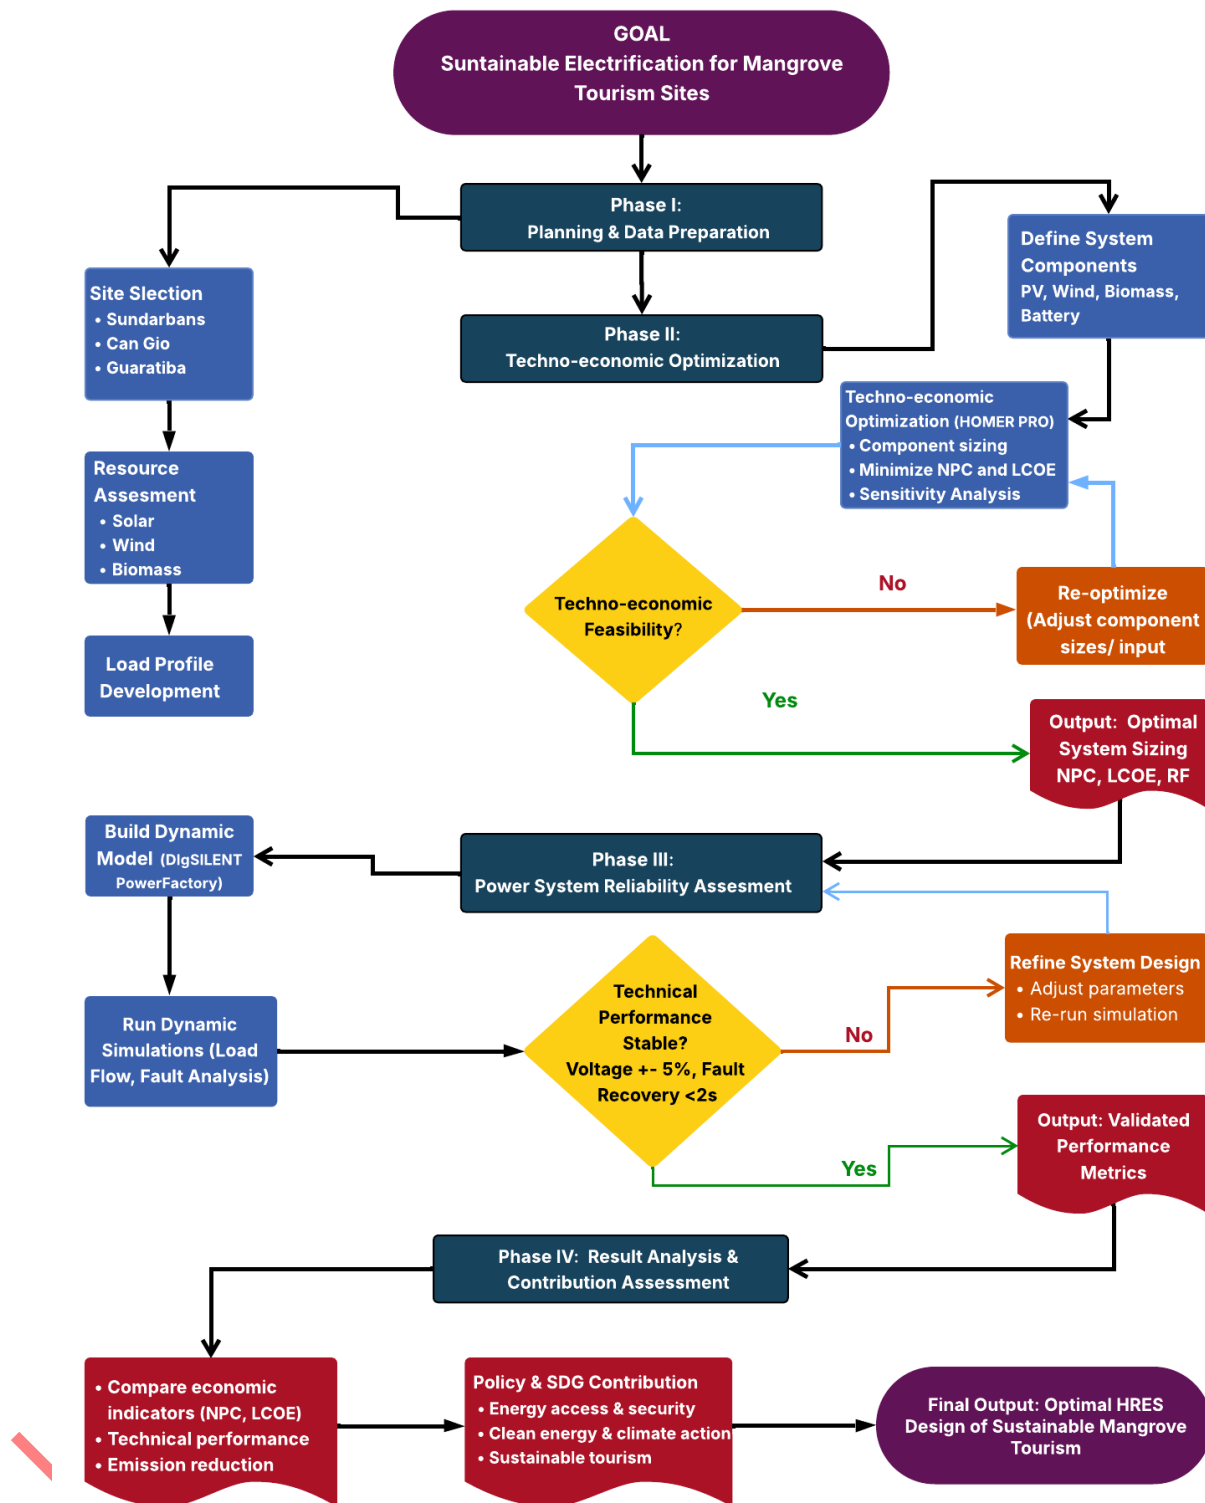 GOAL
Suntainable Electrification for Mangrove
Tourism Sites
Phase I:
Planning & Data Preparation
Site Slection
• Sundarbans
• Can Gio
• Guaratiba
Resource
Assesment
• Solar
• Wind
• Biomass
Load Profile
Development
Phase II:
Techno-economic Optimization
Define System
Components
PV, Wind, Biomass,
Battery
Techno-economic
Optimization (HOMER PRO)
• Component sizing
• Minimize NPC and LCOE
• Sensitivity Analysis
Techno-economic
Feasibility?
No
Re-optimize
(Adjust component
sizes/ input
Yes
Output: Optimal
System Sizing
NPC, LCOE, RF
Phase III:
Power System Reliability Assesment
Build Dynamic
Model (DIgSILENT
PowerFactory)
Run Dynamic
Simulations (Load
Flow, Fault Analysis)
Technical
Performance
Stable?
Voltage +- 5%, Fault
Recovery <2s
No
Refine System Design
• Adjust parameters
• Re-run simulation
Yes
Output: Validated
Performance
Metrics
Phase IV: Result Analysis &
Contribution Assessment
• Compare economic
indicators (NPC, LCOE)
• Technical performance
• Emission reduction
Policy & SDG Contribution
• Energy access & security
• Clean energy & climate action
• Sustainable tourism
Final Output: Optimal HRES
Design of Sustainable Mangrove
Tourism